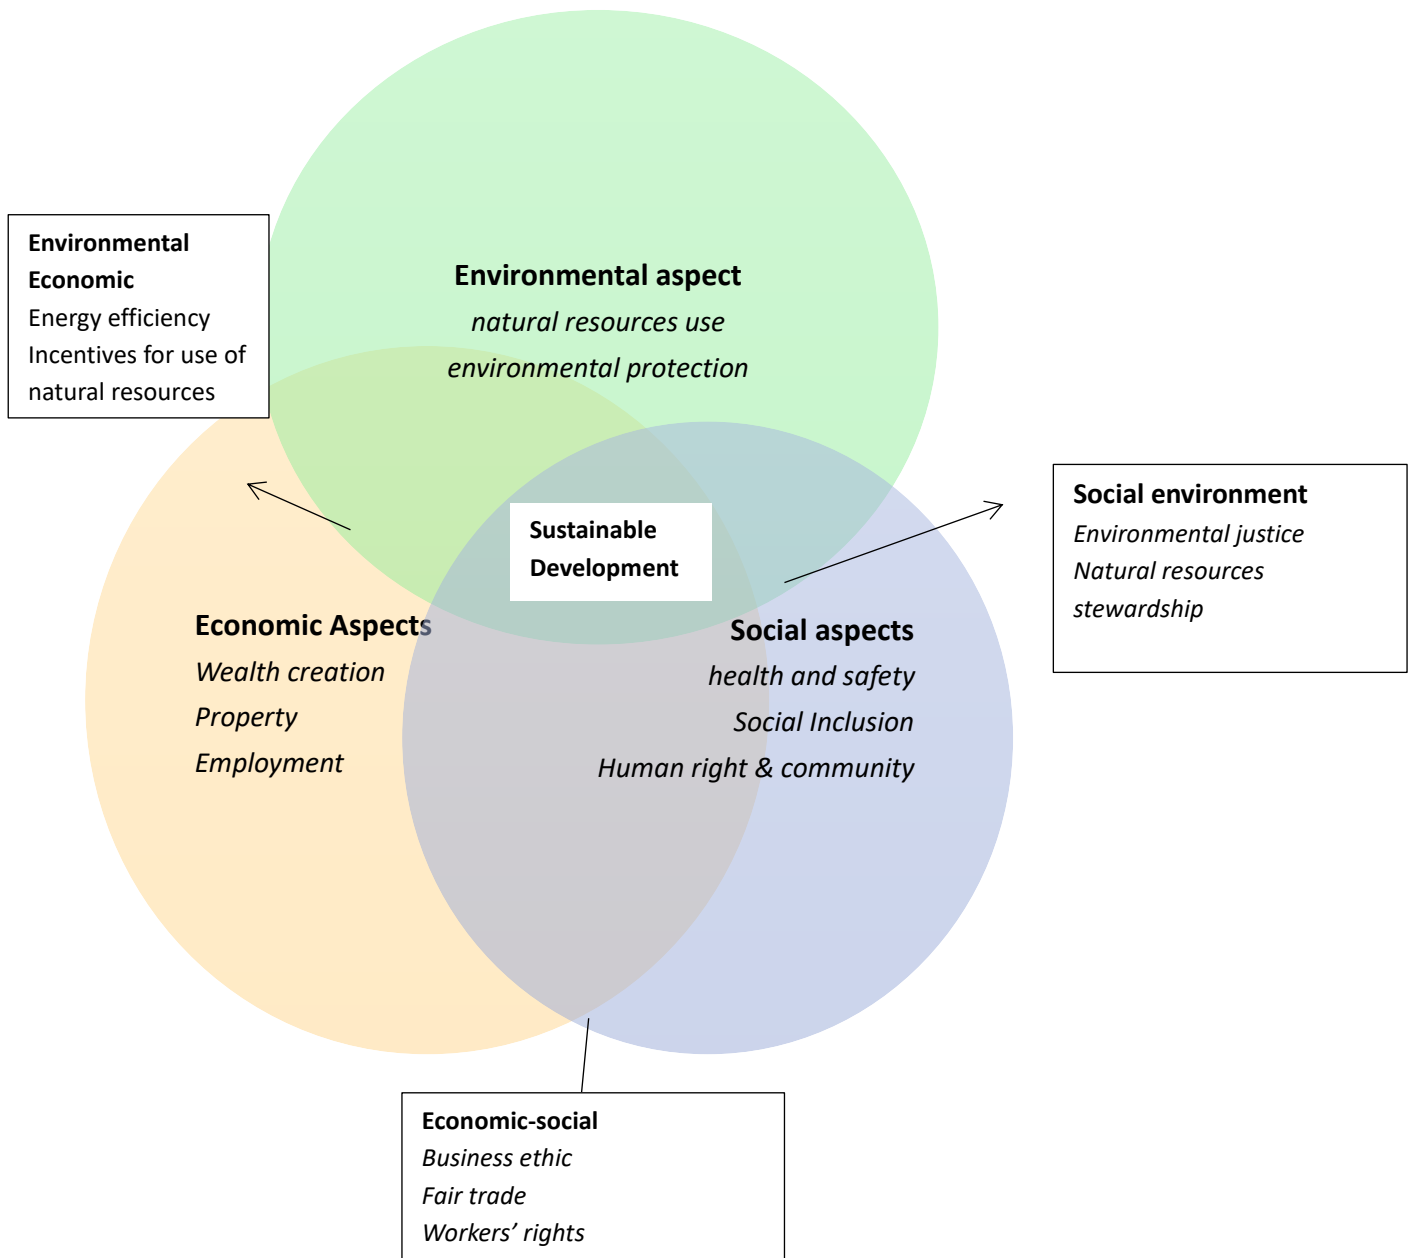 Environmental
Economic
Energy efficiency
Incentives for use of
natural resources
Environmental aspect
natural resources use
environmental protection
Sustainable
Development
Social environment
Environmental justice
Natural resources
stewardship
Economic Aspects
Wealth creation
Property
Employment
Social aspects
health and safety
Social Inclusion
Human right & community
Economic-social
Business ethic
Fair trade
Workers’ rights